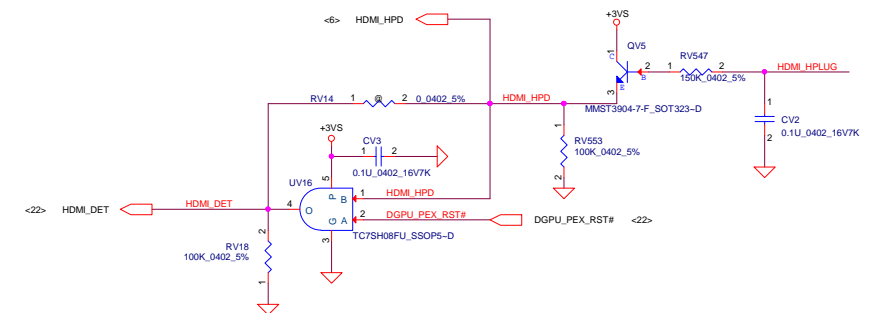 <6> HDMI_HPD
+3VS
QV5
C
B
E
1
2
3
RV547
1 2
150K_0402_5%
HDMI_HPLUG
MMST3904-7-F_SOT323~D
1
CV2
0.1U_0402_16V7K
2
RV14
1 @ 2
0_0402_5%
HDMI_HPD
1
RV553
100K_0402_5%
2
+3VS
CV3
1 2
0.1U_0402_16V7K
5
UV16
P
B
1
HDMI_HPD
<22> HDMI_DET
HDMI_DET
4
O
G
A
2
DGPU_PEX_RST#
DGPU_PEX_RST# <22>
3
TC7SH08FU_SSOP5~D
2
RV18
100K_0402_5%
1